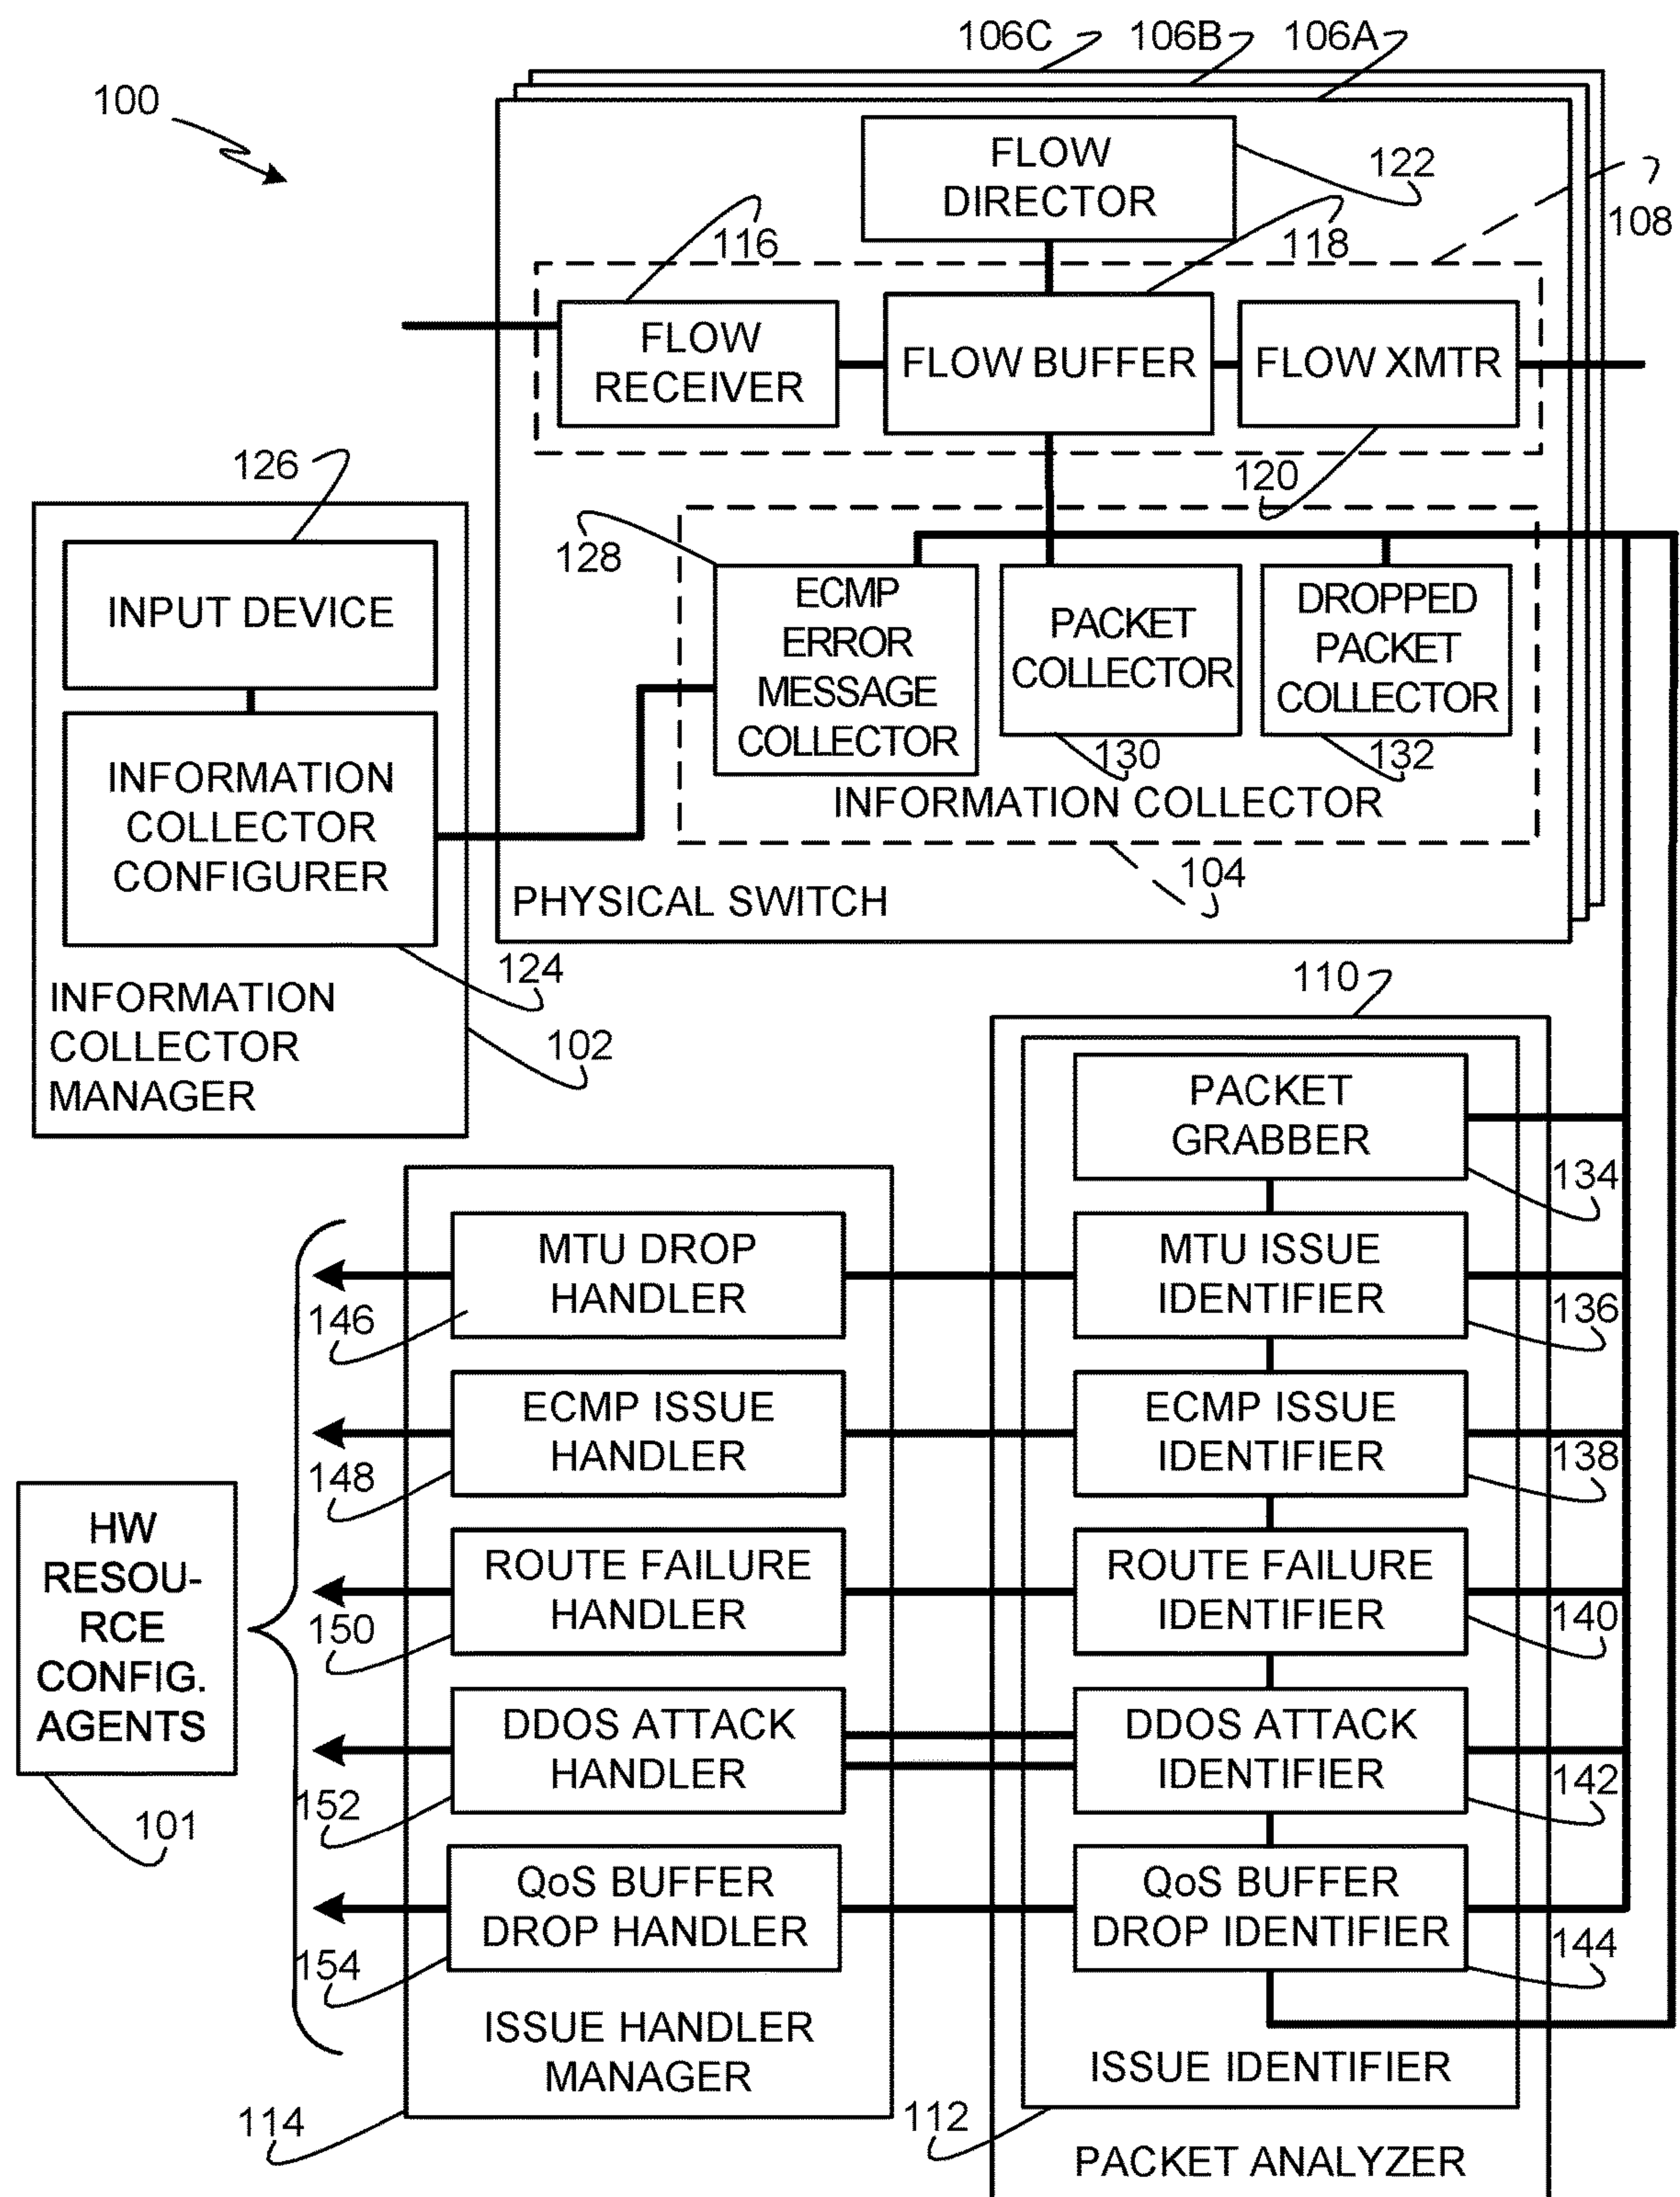 106C
106B
106A
100
FLOW
DIRECTOR
122
108
116
118
FLOW
RECEIVER
FLOW BUFFER
FLOW XMTR
120
126
INPUT DEVICE
INFORMATION
COLLECTOR
CONFIGURER
124
INFORMATION
COLLECTOR
MANAGER
102
128
ECMP
ERROR
MESSAGE
COLLECTOR
PACKET
COLLECTOR
130
DROPPED
PACKET
COLLECTOR
132
INFORMATION COLLECTOR
104
PHYSICAL SWITCH
110
PACKET
GRABBER
134
MTU DROP
HANDLER
146
MTU ISSUE
IDENTIFIER
136
ECMP ISSUE
HANDLER
148
ECMP ISSUE
IDENTIFIER
138
HW
RESOU-
RCE
CONFIG.
AGENTS
101
ROUTE FAILURE
HANDLER
150
ROUTE FAILURE
IDENTIFIER
140
DDOS ATTACK
HANDLER
152
DDOS ATTACK
IDENTIFIER
142
QoS BUFFER
DROP HANDLER
154
QoS BUFFER
DROP IDENTIFIER
144
ISSUE HANDLER
MANAGER
114
ISSUE IDENTIFIER
112
PACKET ANALYZER